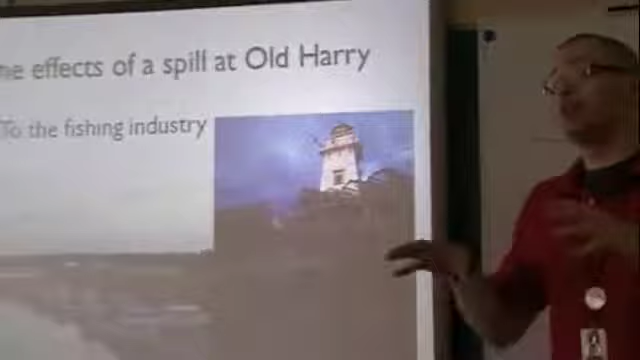 effects of a spill at Old Harry
To the fishing industry